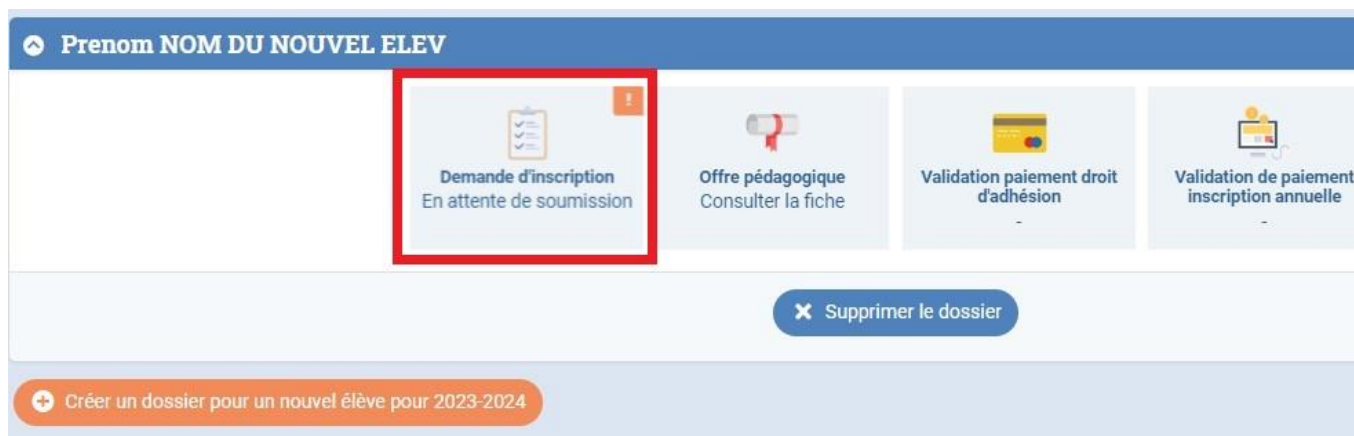 Prenom NOM DU NOUVEL ELEV
!
Demande d'inscription
En attente de soumission
Offre pédagogique
Consulter la fiche
Validation paiement droit
d'adhésion
-
Validation de paiement
inscription annuelle
-
Supprimer le dossier
Créer un dossier pour un nouvel élève pour 2023-2024